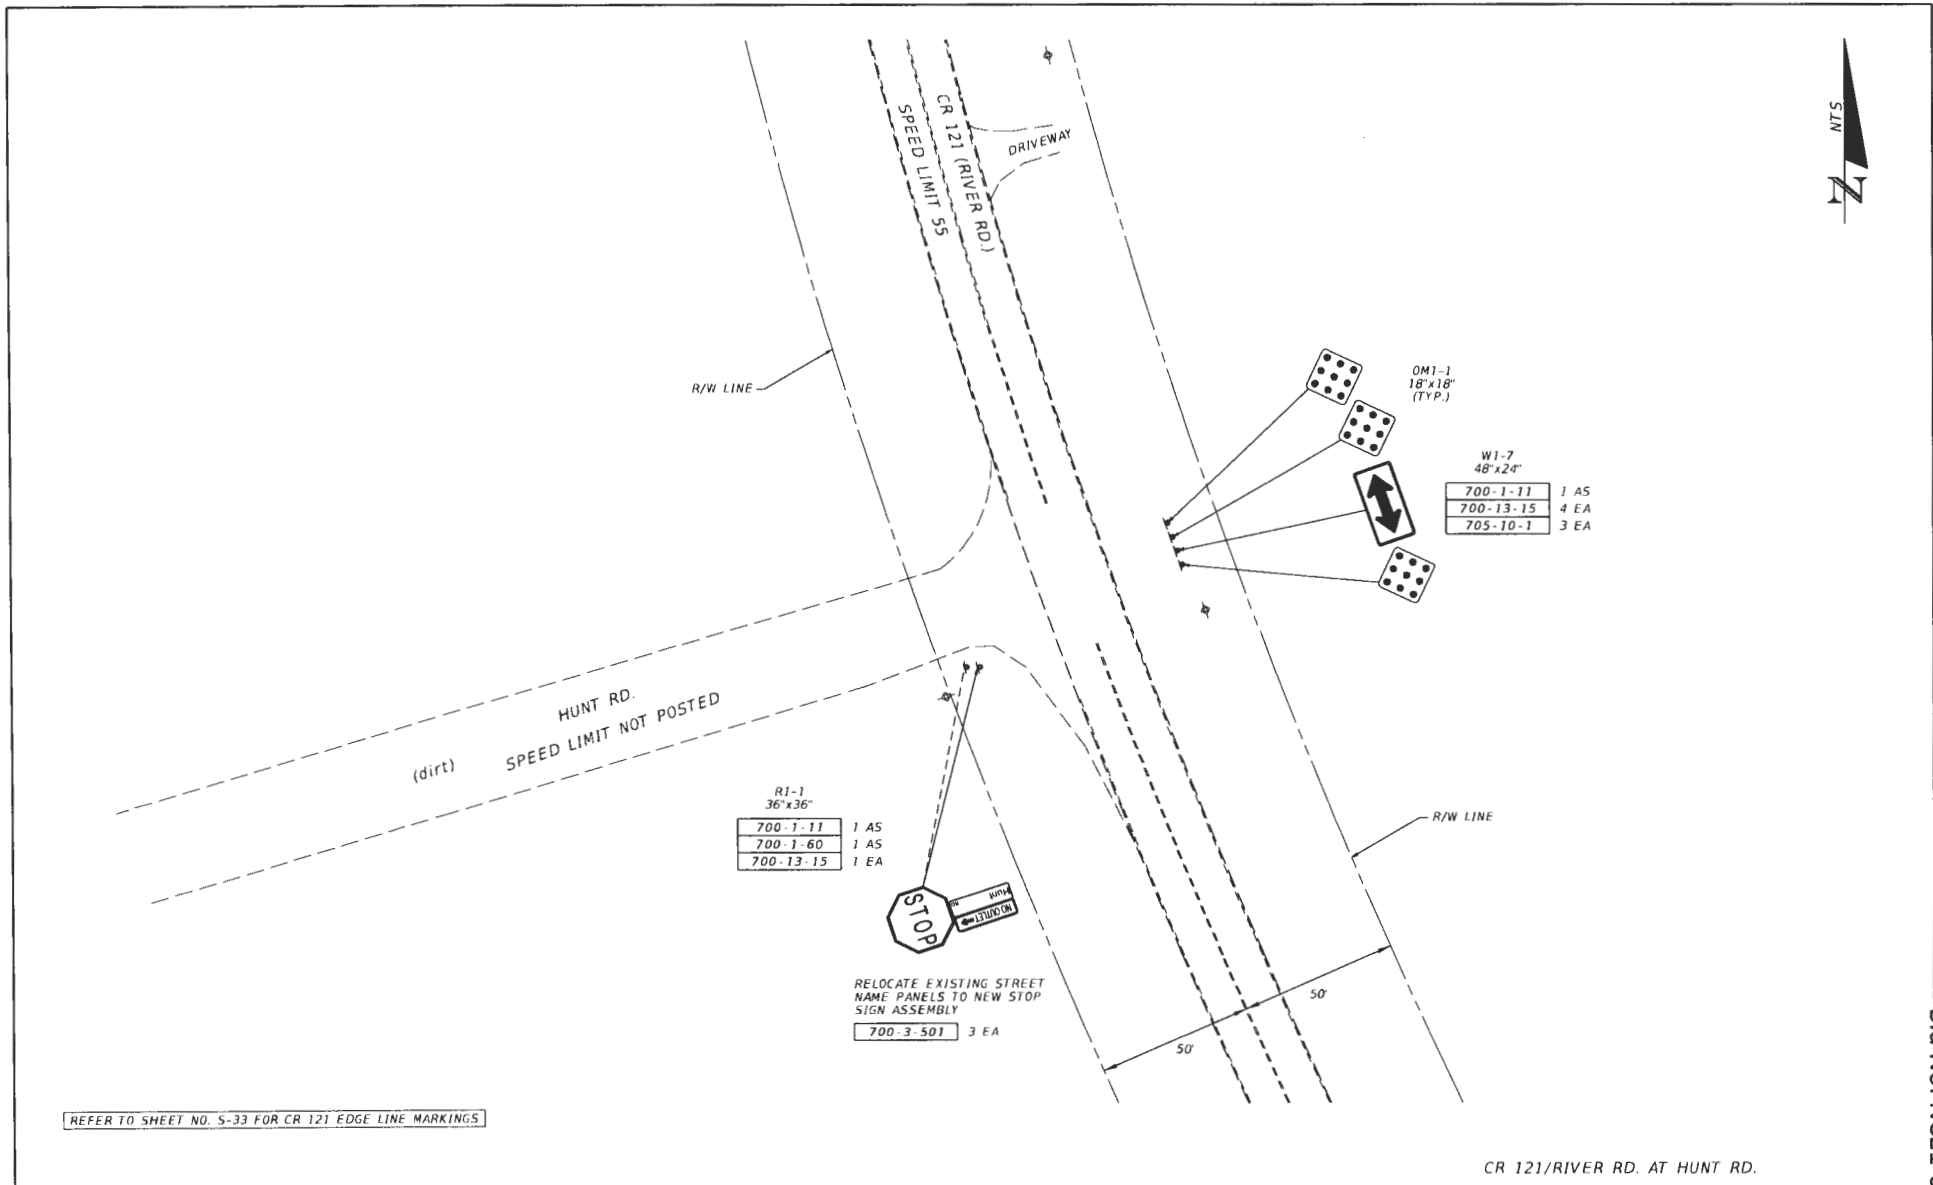 NTS
N
CR 121 (RIVER RD.)
SPEED LIMIT 55
DRIVEWAY
R/W LINE
OM1-1
18"x18"
(TYP.)
W1-7
48"x24"
700-1-11 1 AS
700-13-15 4 EA
705-10-1 3 EA
HUNT RD.
SPEED LIMIT NOT POSTED
(dirt)
R1-1
36"x36"
700-1-11 1 AS
700-1-60 1 AS
700-13-15 1 EA
STOP
Hunt RD
NO OUTLET
R/W LINE
RELOCATE EXISTING STREET
NAME PANELS TO NEW STOP
SIGN ASSEMBLY
700-3-501 3 EA
50'
50'
REFER TO SHEET NO. S-33 FOR CR 121 EDGE LINE MARKINGS
CR 121/RIVER RD. AT HUNT RD.